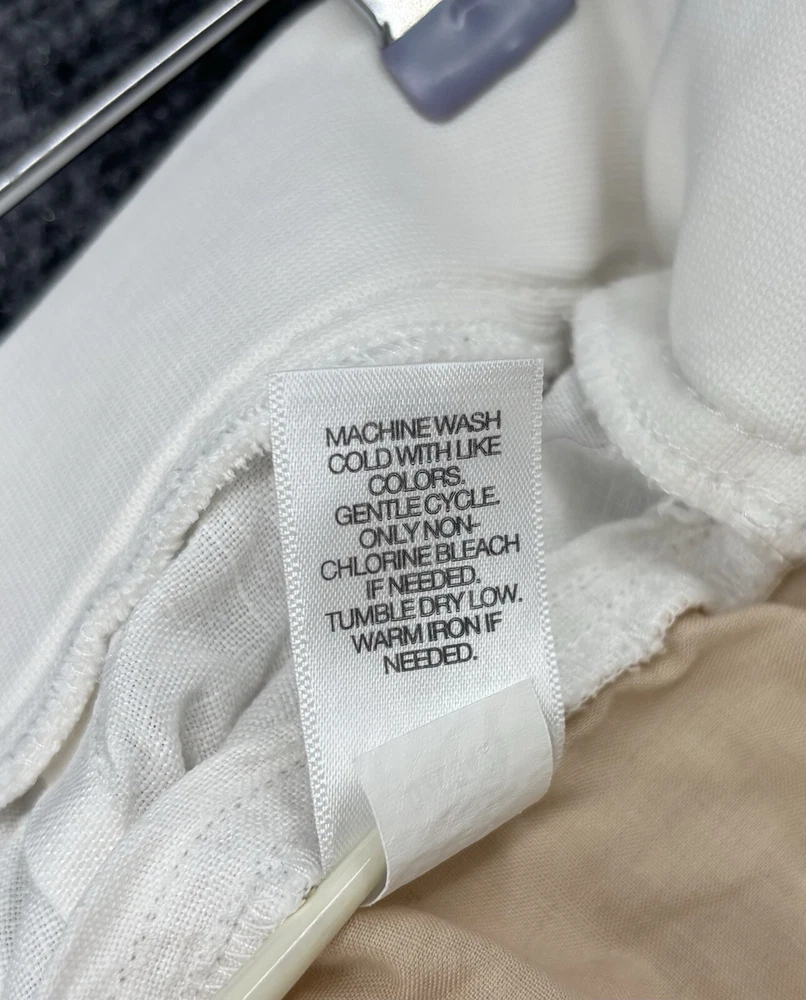 MACHINE WASH
COLD WITH LIKE
COLORS.
GENTLE CYCLE.
ONLY NON-
CHLORINE BLEACH
IF NEEDED.
TUMBLE DRY LOW.
WARM IRON IF
NEEDED.